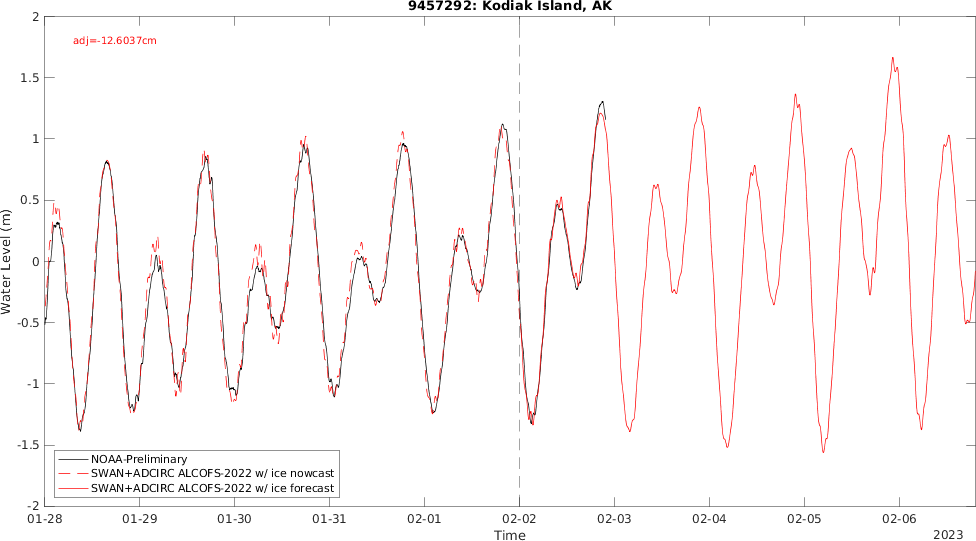 9457292: Kodiak Island, AK
adj=-12.6037cm
2
1.5
1
0.5
0
-0.5
-1
-1.5
-2
Water Level (m)
NOAA-Preliminary
SWAN+ADCIRC ALCOFS-2022 w/ ice nowcast
SWAN+ADCIRC ALCOFS-2022 w/ ice forecast
01-28 01-29 01-30 01-31 02-01 02-02 02-03 02-04 02-05 02-06
Time
2023